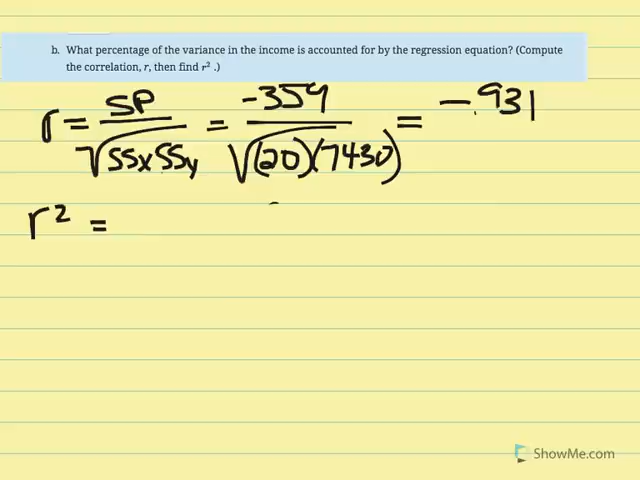 b. What percentage of the variance in the income is accounted for by the regression equation? (Compute
the correlation, r, then find r² .)
r = SP / √SSx SSy = -359 / √(20)(7430) = -.931
r² =
ShowMe.com